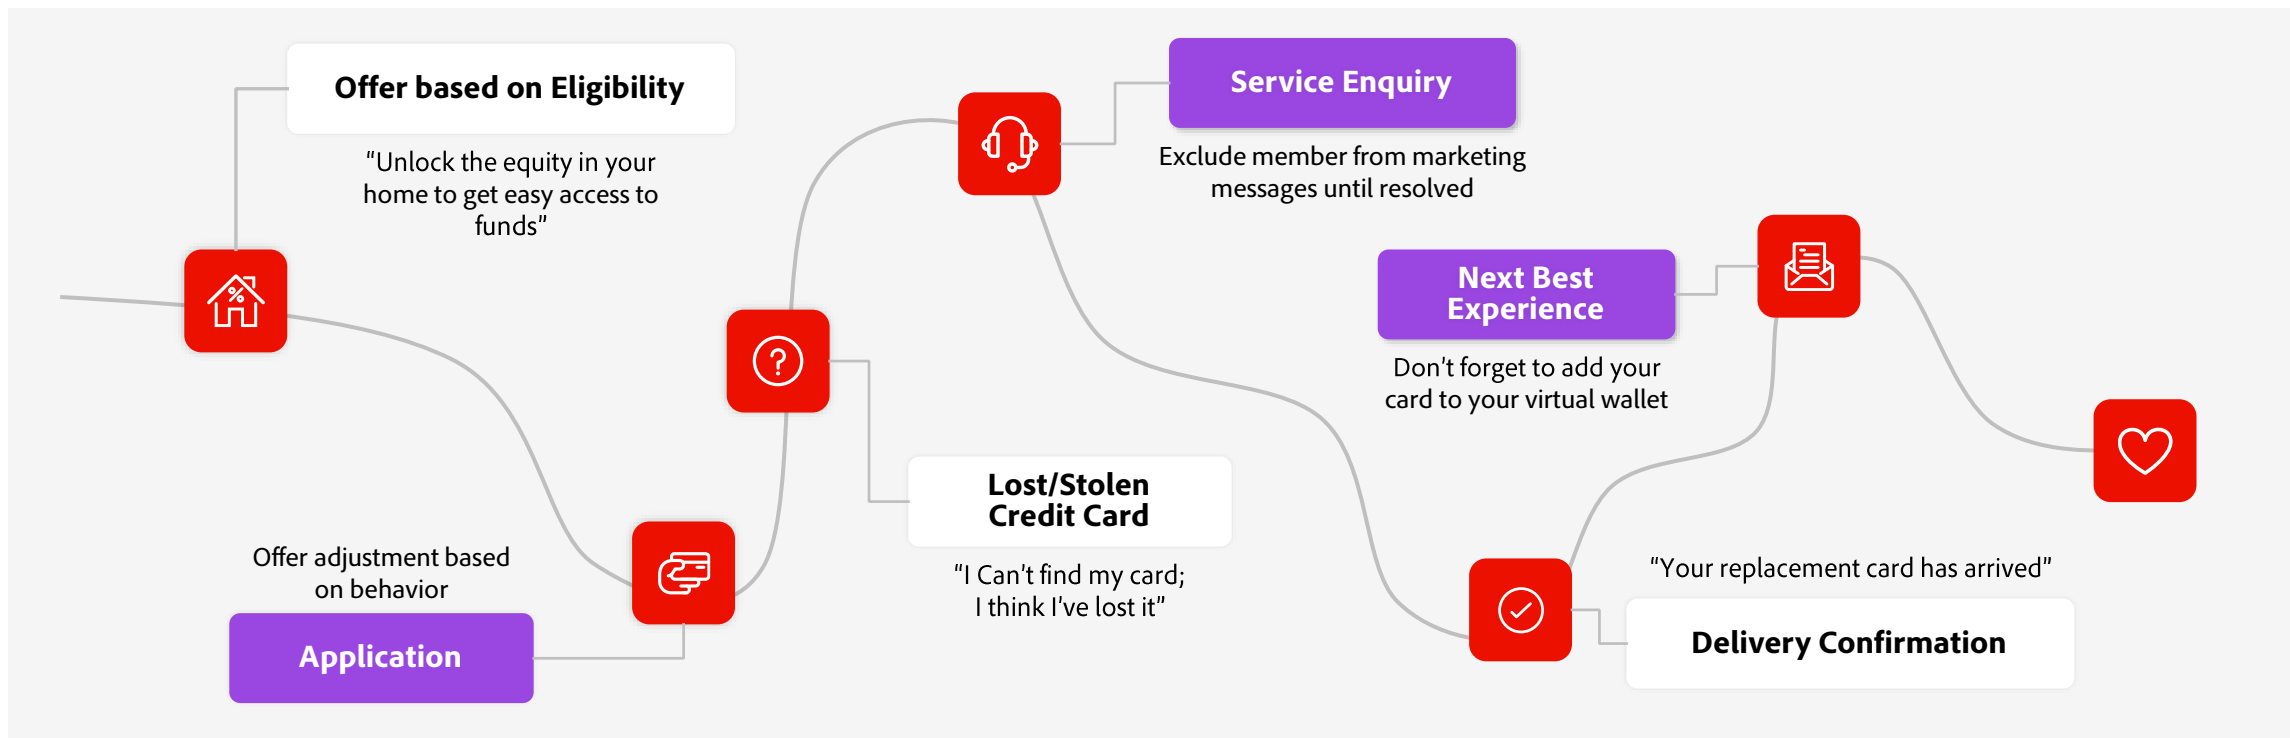 Offer based on Eligibility
“Unlock the equity in your
home to get easy access to
funds”
Offer adjustment based
on behavior
Application
?
Lost/Stolen
Credit Card
“I Can’t find my card;
I think I’ve lost it”
Service Enquiry
Exclude member from marketing
messages until resolved
“Your replacement card has arrived”
Delivery Confirmation
Next Best
Experience
Don’t forget to add your
card to your virtual wallet